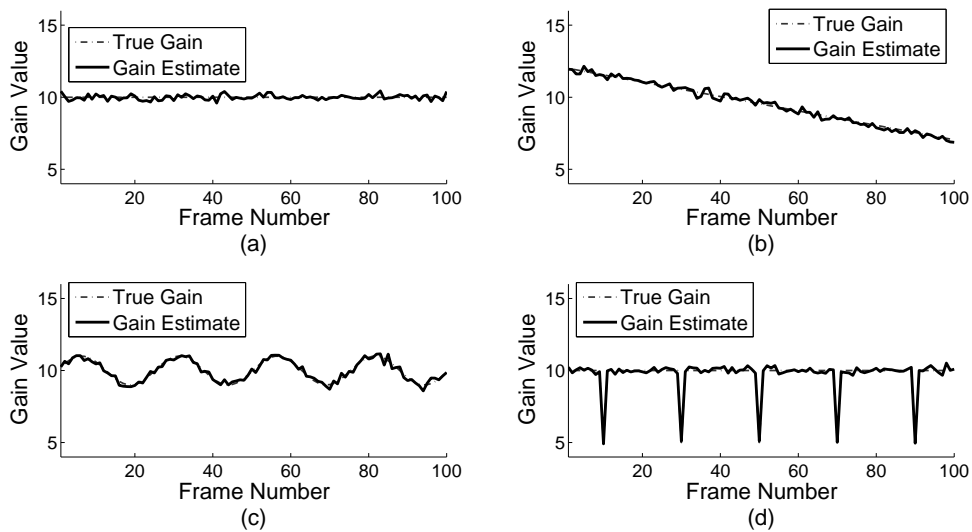 15
10
5
Gain Value
True Gain
Gain Estimate
20 40 60 80 100
Frame Number
(a)
15
10
5
Gain Value
True Gain
Gain Estimate
20 40 60 80 100
Frame Number
(b)
15
10
5
Gain Value
True Gain
Gain Estimate
20 40 60 80 100
Frame Number
(c)
15
10
5
Gain Value
True Gain
Gain Estimate
20 40 60 80 100
Frame Number
(d)